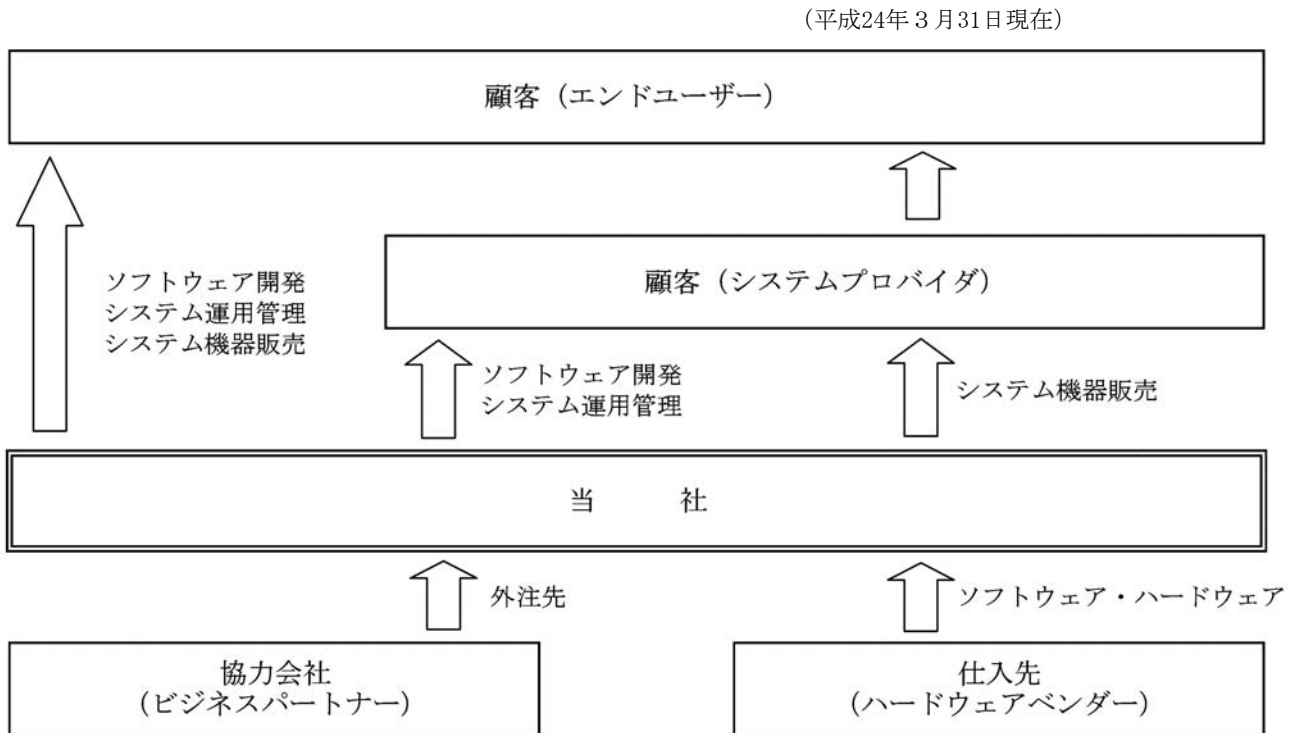 (平成24年3月31日現在)
顧客(エンドユーザー)
ソフトウェア開発
システム運用管理
システム機器販売
顧客(システムプロバイダ)
ソフトウェア開発
システム運用管理
システム機器販売
当 社
外注先
ソフトウェア・ハードウェア
協力会社
(ビジネスパートナー)
仕入先
(ハードウェアベンダー)